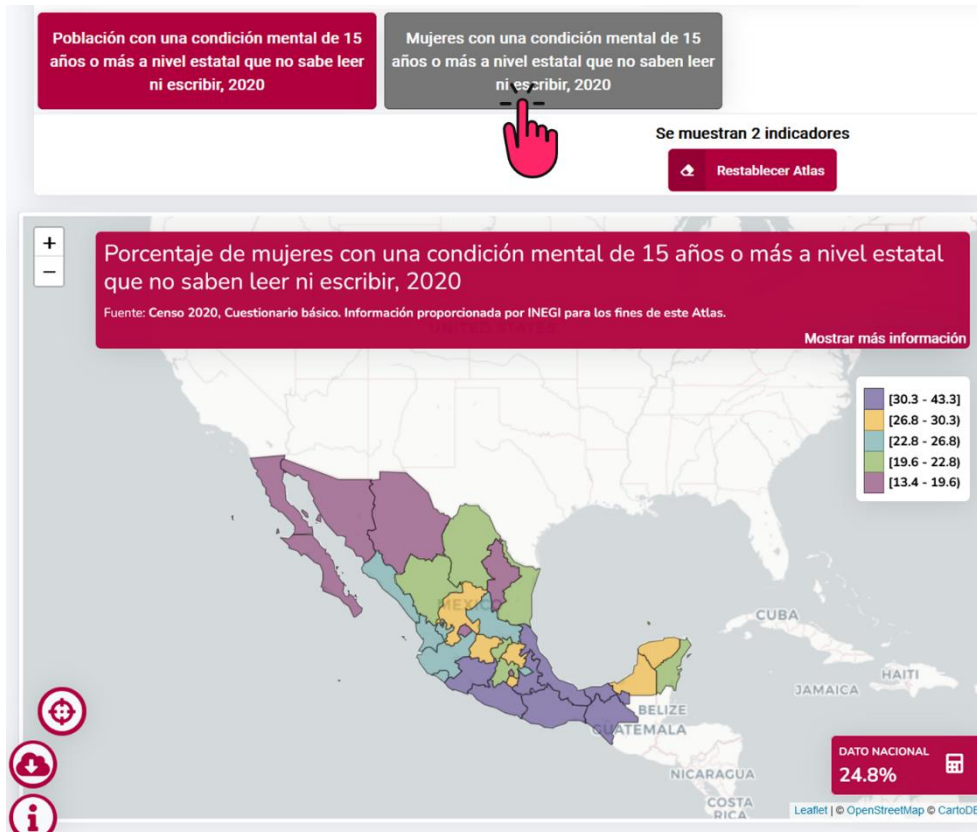 Población con una condición mental de 15
años o más a nivel estatal que no sabe leer
ni escribir, 2020
Mujeres con una condición mental de 15
años o más a nivel estatal que no saben leer
ni escribir, 2020
Se muestran 2 indicadores
Restablecer Atlas
+
−
Porcentaje de mujeres con una condición mental de 15 años o más a nivel estatal
que no saben leer ni escribir, 2020
Fuente: Censo 2020, Cuestionario básico. Información proporcionada por INEGI para los fines de este Atlas.
UNITED STATES
Mostrar más información
[30.3 - 43.3]
[26.8 - 30.3)
[22.8 - 26.8)
[19.6 - 22.8)
[13.4 - 19.6)
MEXICO
CUBA
HAITI
JAMAICA
BELIZE
GUATEMALA
NICARAGUA
COSTA
RICA
DATO NACIONAL
24.8%
Leaflet | © OpenStreetMap © CartoDB